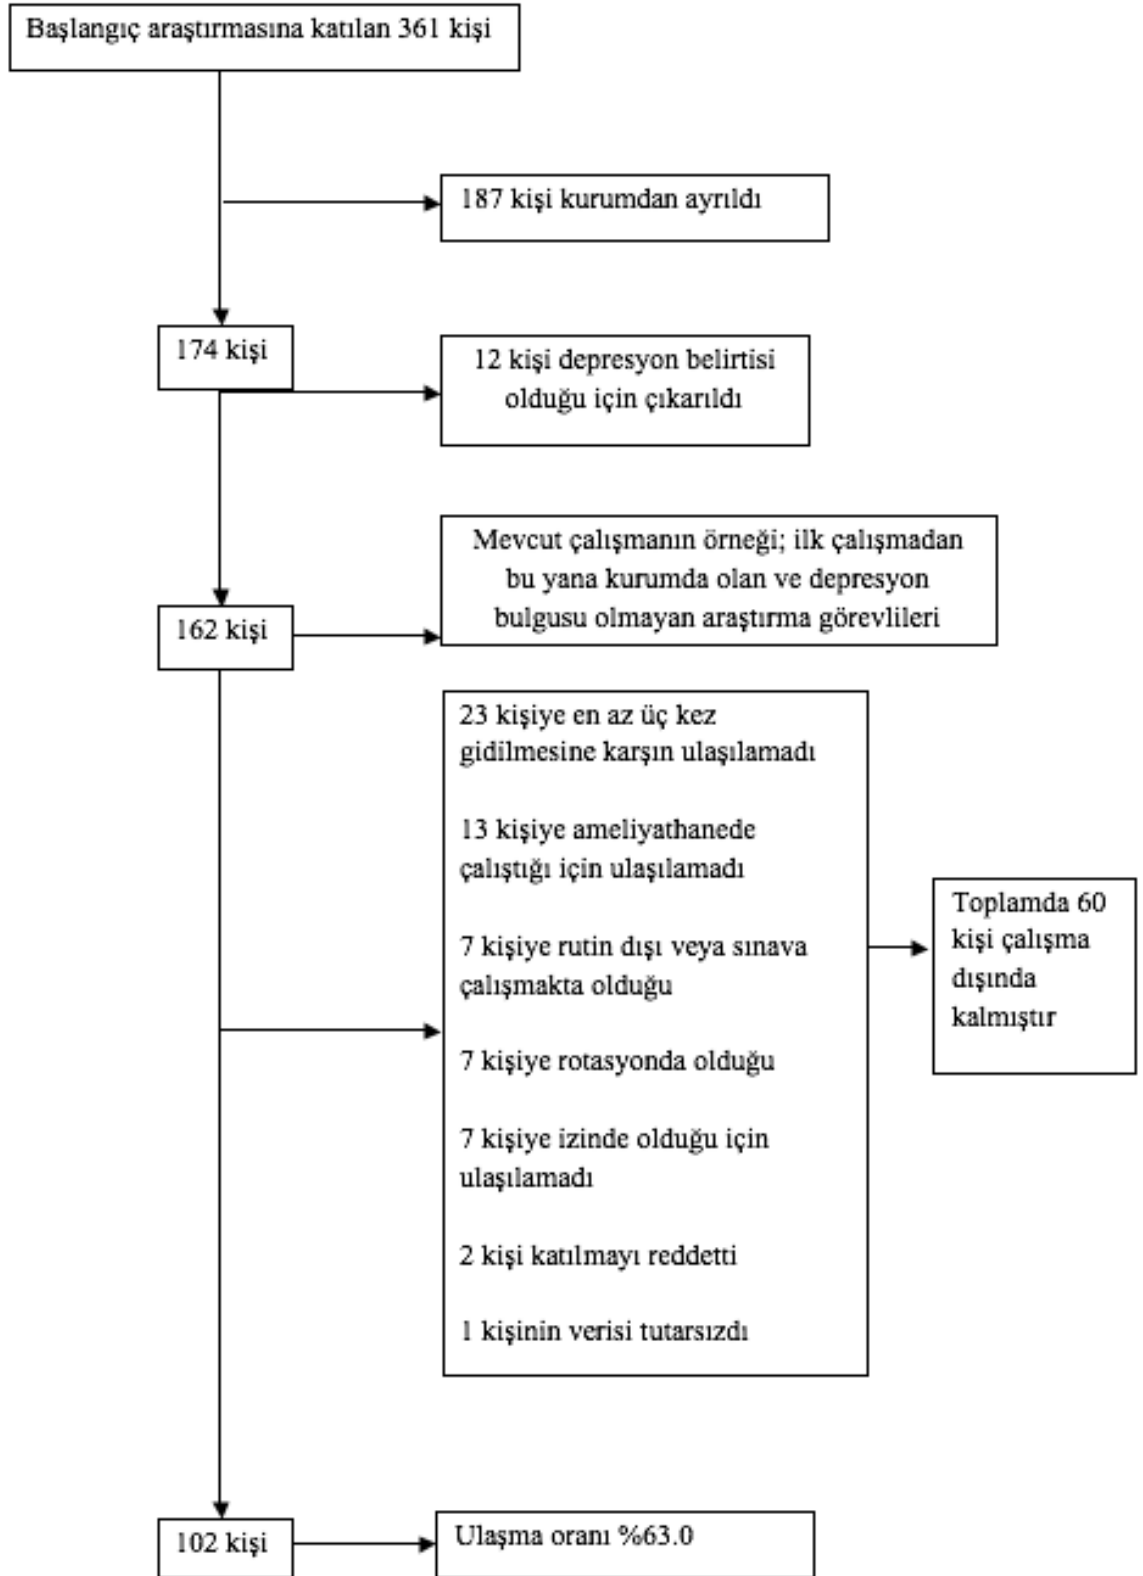 Başlangıç araştırmasına katılan 361 kişi
187 kişi kurumdan ayrıldı
174 kişi
12 kişi depresyon belirtisi
olduğu için çıkarıldı
Mevcut çalışmanın örneği; ilk çalışmadan
bu yana kurumda olan ve depresyon
bulgusu olmayan araştırma görevlileri
162 kişi
23 kişiye en az üç kez
gidilmesine karşın ulaşılamadı
13 kişiye ameliyathanede
çalıştığı için ulaşılamadı
7 kişiye rutin dışı veya sınava
çalışmakta olduğu
7 kişiye rotasyonda olduğu
7 kişiye izinde olduğu için
ulaşılamadı
2 kişi katılmayı reddetti
1 kişinin verisi tutarsızdı
Toplamda 60
kişi çalışma
dışında
kalmıştır
102 kişi
Ulaşma oranı %63.0